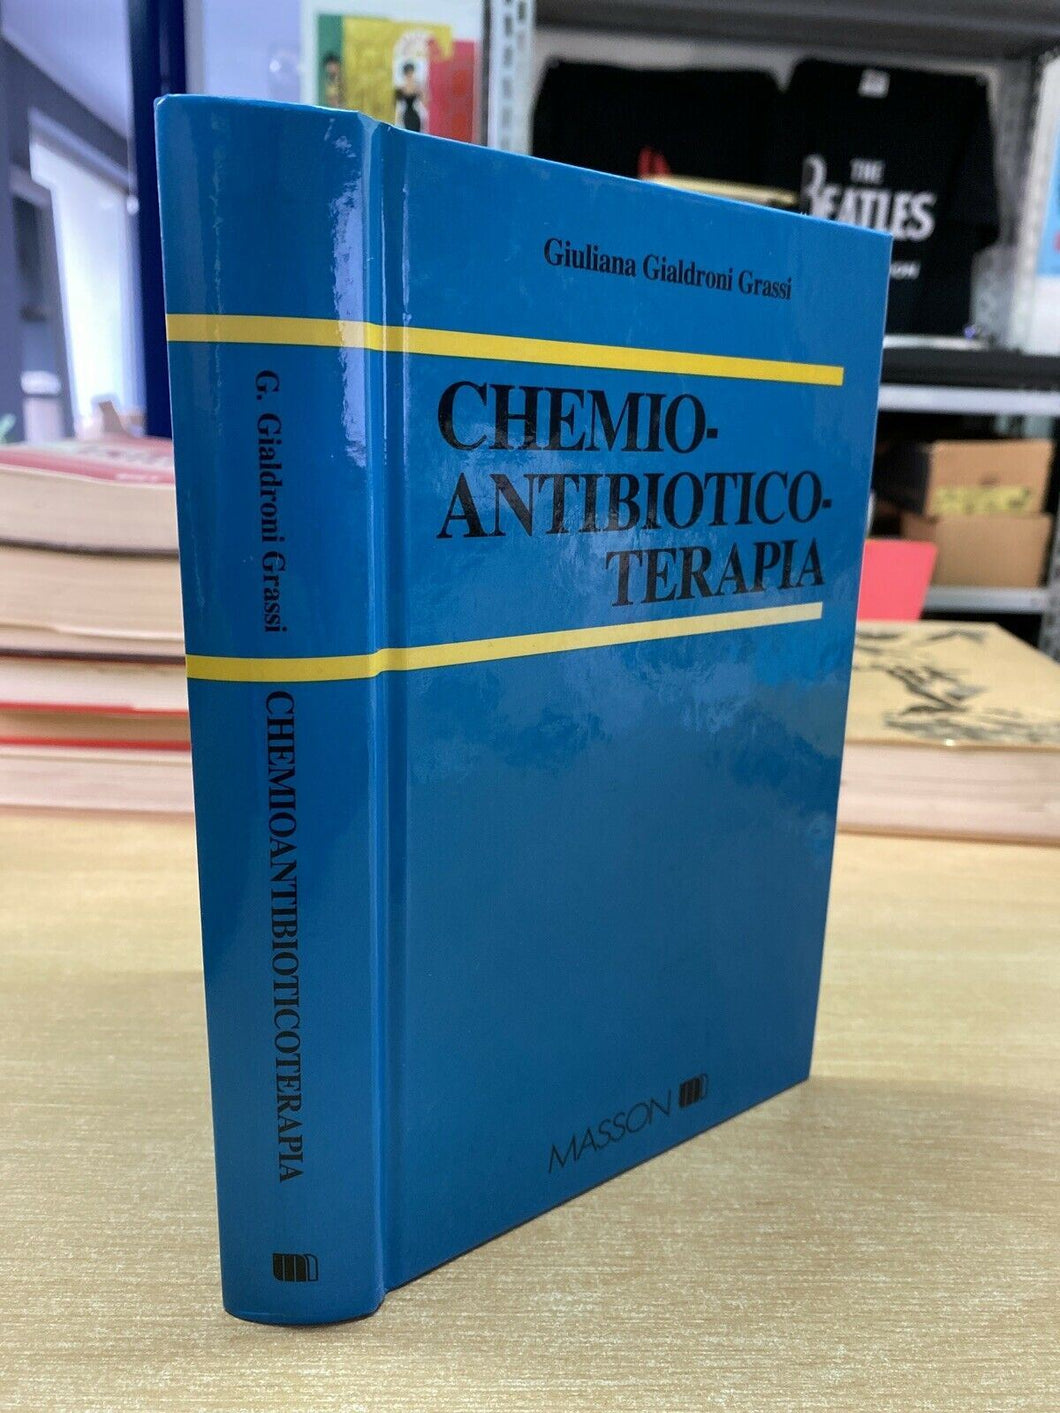 Giuliana Gialdroni Grassi
CHEMIO-
ANTIBIOTICO-
TERAPIA
MASSON
G. Gialdroni Grassi
CHEMIOANTIBIOTICOTERAPIA
THE
BEATLES